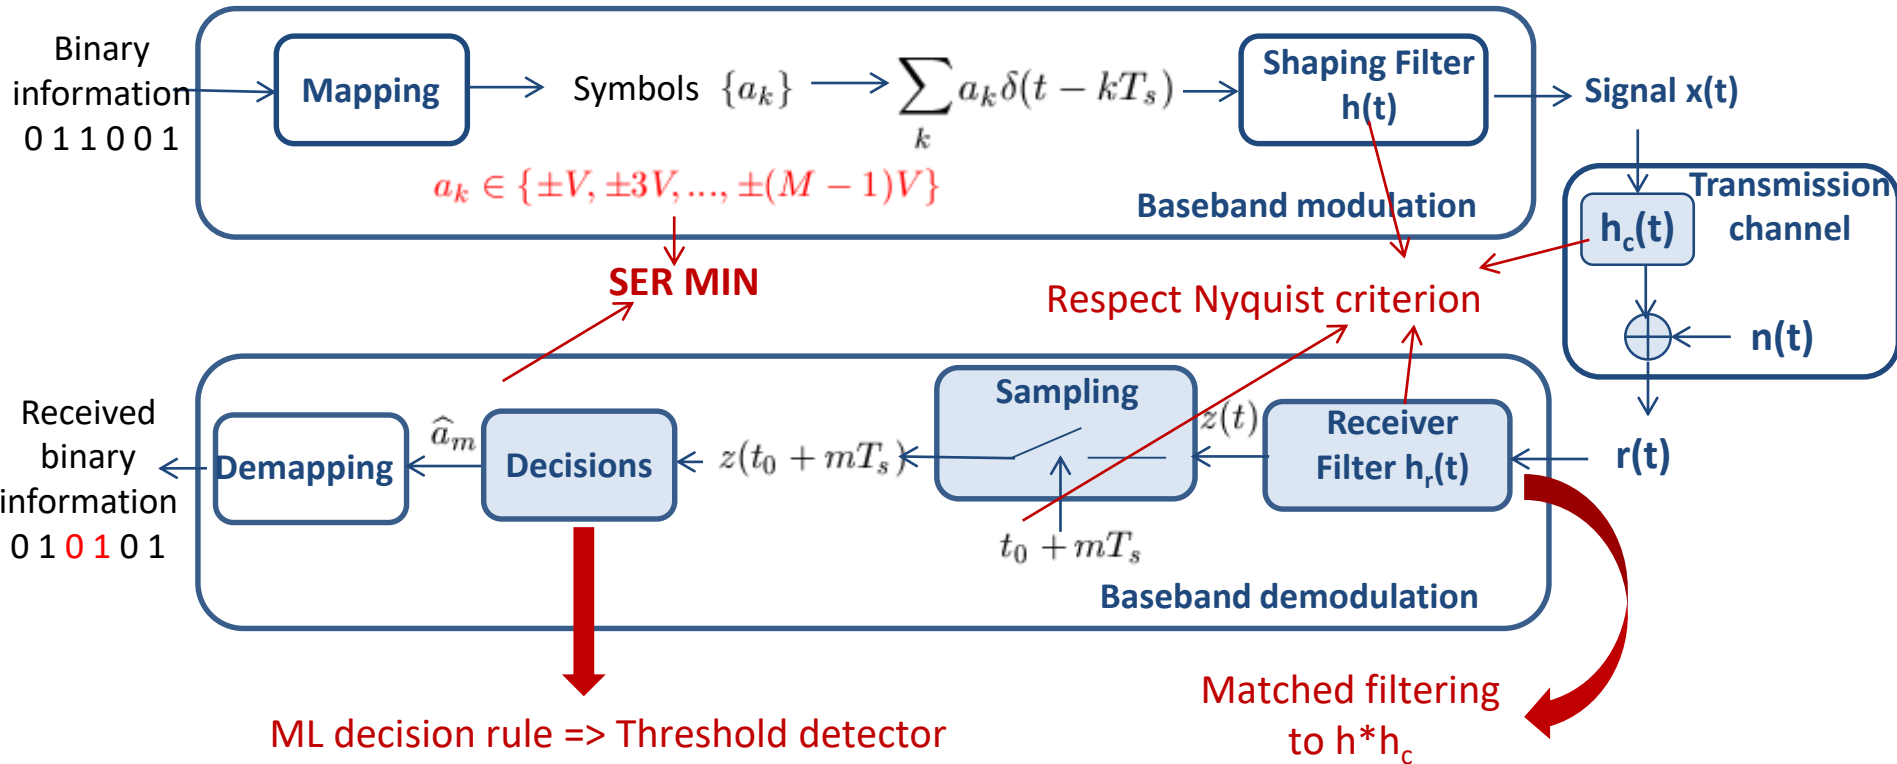 Binary
information
0 1 1 0 0 1
Mapping
Symbols {a_k}
\sum_k a_k δ(t − kT_s)
Shaping Filter
h(t)
Signal x(t)
a_k ∈ {±V, ±3V, ..., ±(M − 1)V}
Baseband modulation
Transmission
channel
h_c(t)
n(t)
r(t)
SER MIN
Respect Nyquist criterion
Received
binary
information
0 1 0 1 0 1
Demapping
â_m
Decisions
z(t_0 + mT_s)
Sampling
t_0 + mT_s
z(t)
Receiver
Filter h_r(t)
Baseband demodulation
ML decision rule => Threshold detector
Matched filtering
to h*h_c